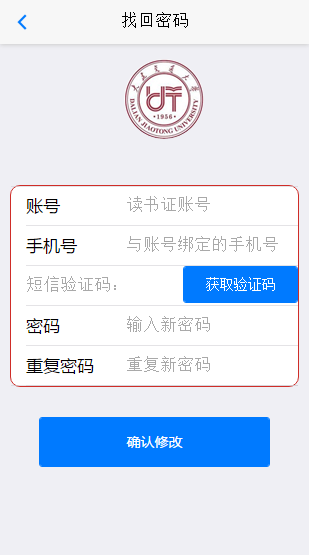 找回密码
DALIAN JIAOTONG UNIVERSITY
1956
账号 读书证账号
手机号 与账号绑定的手机号
短信验证码： 获取验证码
密码 输入新密码
重复密码 重复新密码
确认修改